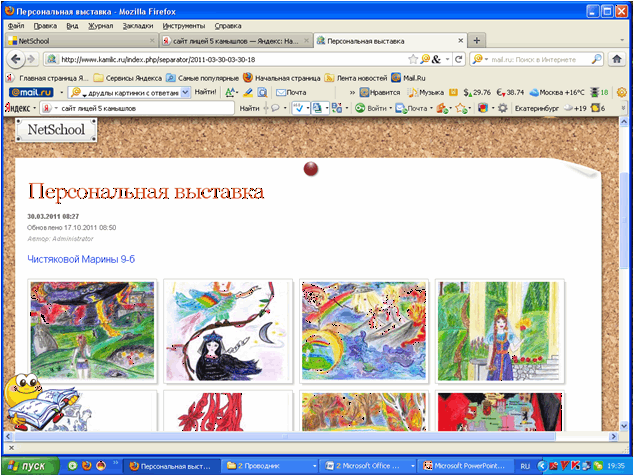 Персональная выставка - Mozilla Firefox
Файл Правка Вид Журнал Закладки Инструменты Справка
NetSchool
сайт лицей 5 камышлов — Яндекс: На...
Персональная выставка
http://www.kamilc.ru/index.php/separator/2011-03-30-03-30-18
mail.ru: Поиск в Интернете
Главная страница Я... Сервисы Яндекса Самые популярные Начальная страница Лента новостей Mail.Ru
@mail.ru друдлы картинки с ответами Найти! Почта Нравится Музыка $ 29.76 € 38.74 Москва +16°C 18
Яндекс сайт лицей 5 камышлов Найти Войти Почта Екатеринбург +19 6
NetSchool
Персональная выставка
30.03.2011 08:27
Обновлено 17.10.2011 08:50
Автор: Administrator
Чистяковой Марины 9-б
пуск
Персональная выст...
2 Проводник
2 Microsoft Office ...
Microsoft PowerPoint...
RU
19:35